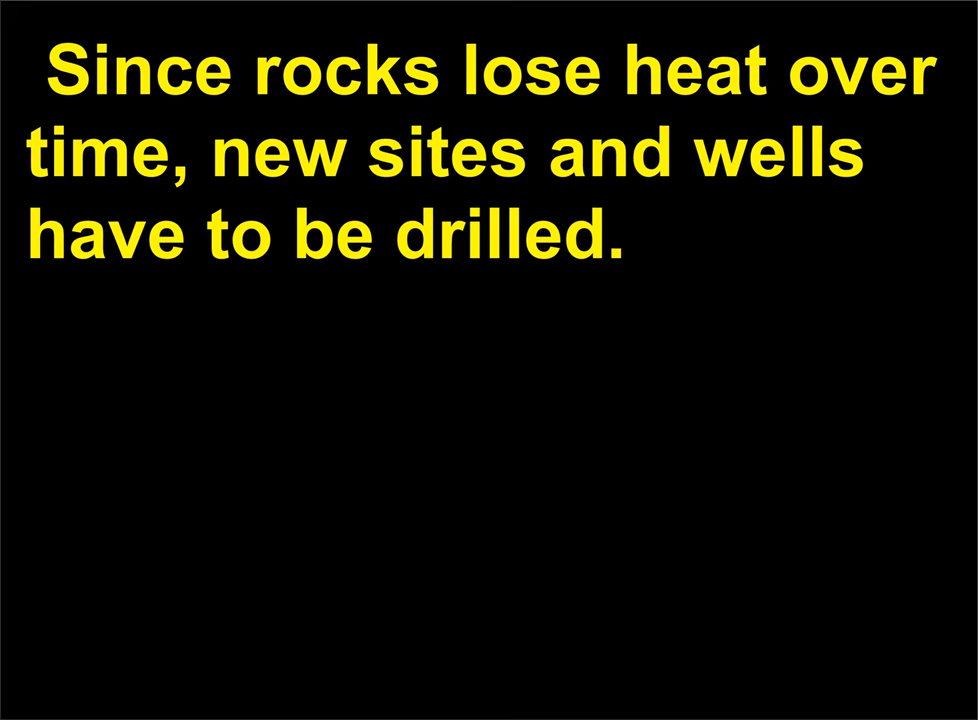 Since rocks lose heat over
time, new sites and wells
have to be drilled.